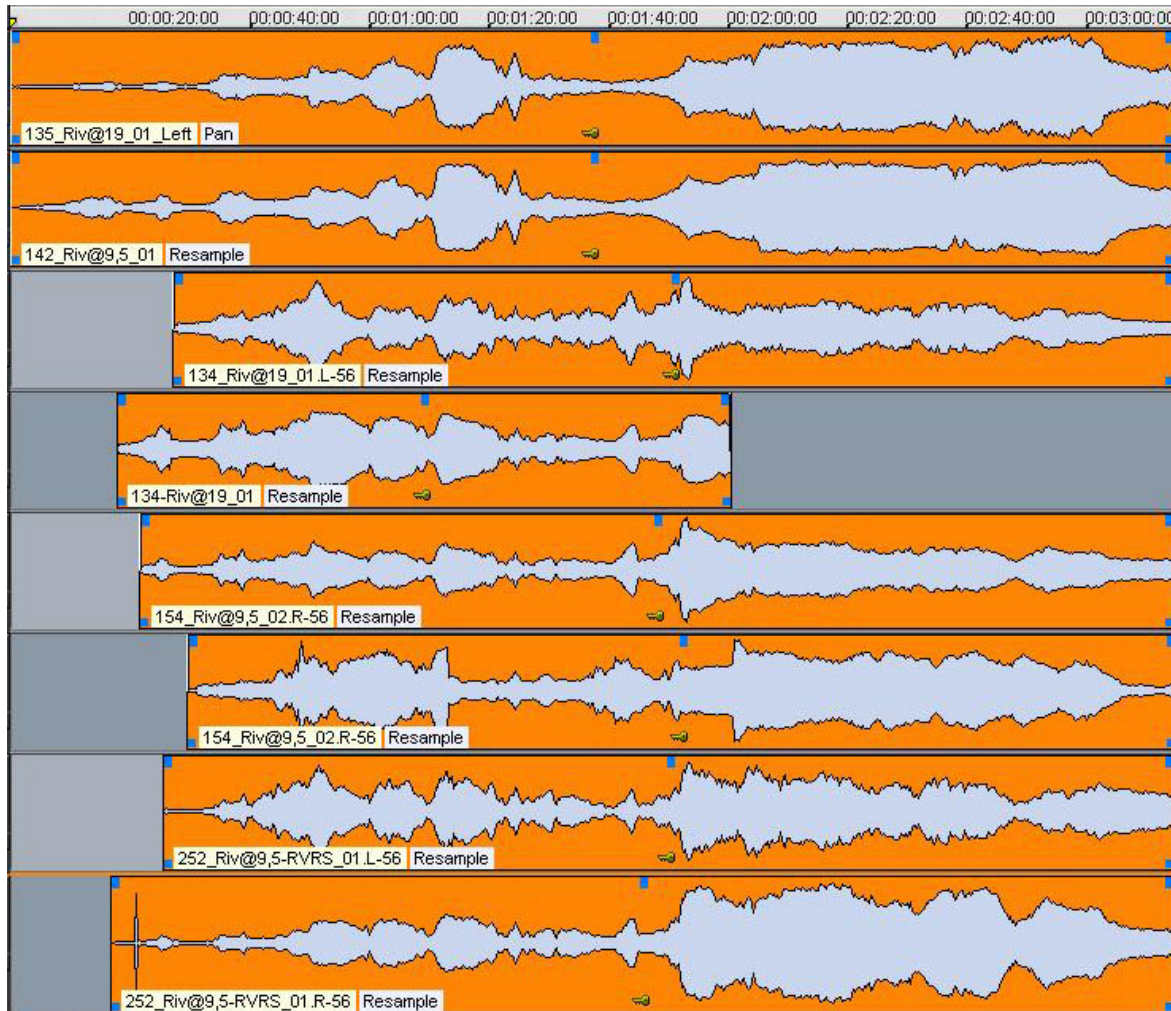 00:00:20:00 00:00:40:00 00:01:00:00 00:01:20:00 00:01:40:00 00:02:00:00 00:02:20:00 00:02:40:00 00:03:00:00
135_Riv@19_01_Left Pan
142_Riv@9,5_01 Resample
134_Riv@19_01.L-56 Resample
134-Riv@19_01 Resample
154_Riv@9,5_02.R-56 Resample
154_Riv@9,5_02.R-56 Resample
252_Riv@9,5-RVRS_01.L-56 Resample
252_Riv@9,5-RVRS_01.R-56 Resample